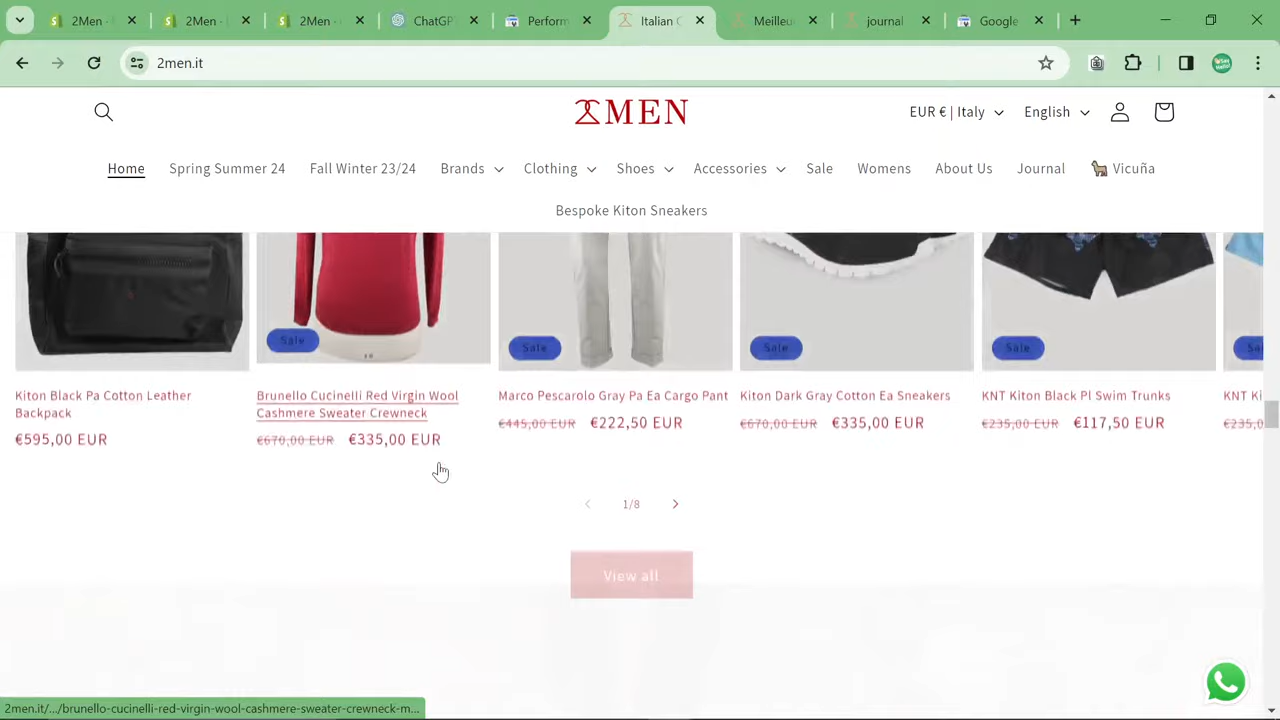 2Men -
2Men -
2Men -
ChatGP
Perform
Italian C
Meilleu
journal
Google
2men.it
2MEN
EUR € | Italy
English
Home
Spring Summer 24
Fall Winter 23/24
Brands
Clothing
Shoes
Accessories
Sale
Womens
About Us
Journal
Vicuña
Bespoke Kiton Sneakers
Sale
Sale
Sale
Sale
Sa
Kiton Black Pa Cotton Leather
Backpack
€595,00 EUR
Brunello Cucinelli Red Virgin Wool
Cashmere Sweater Crewneck
€670,00 EUR €335,00 EUR
Marco Pescarolo Gray Pa Ea Cargo Pant
€445,00 EUR €222,50 EUR
Kiton Dark Gray Cotton Ea Sneakers
€670,00 EUR €335,00 EUR
KNT Kiton Black Pl Swim Trunks
€235,00 EUR €117,50 EUR
KNT Ki
€235,0
1/8
View all
2men.it/.../brunello-cucinelli-red-virgin-wool-cashmere-sweater-crewneck-m...